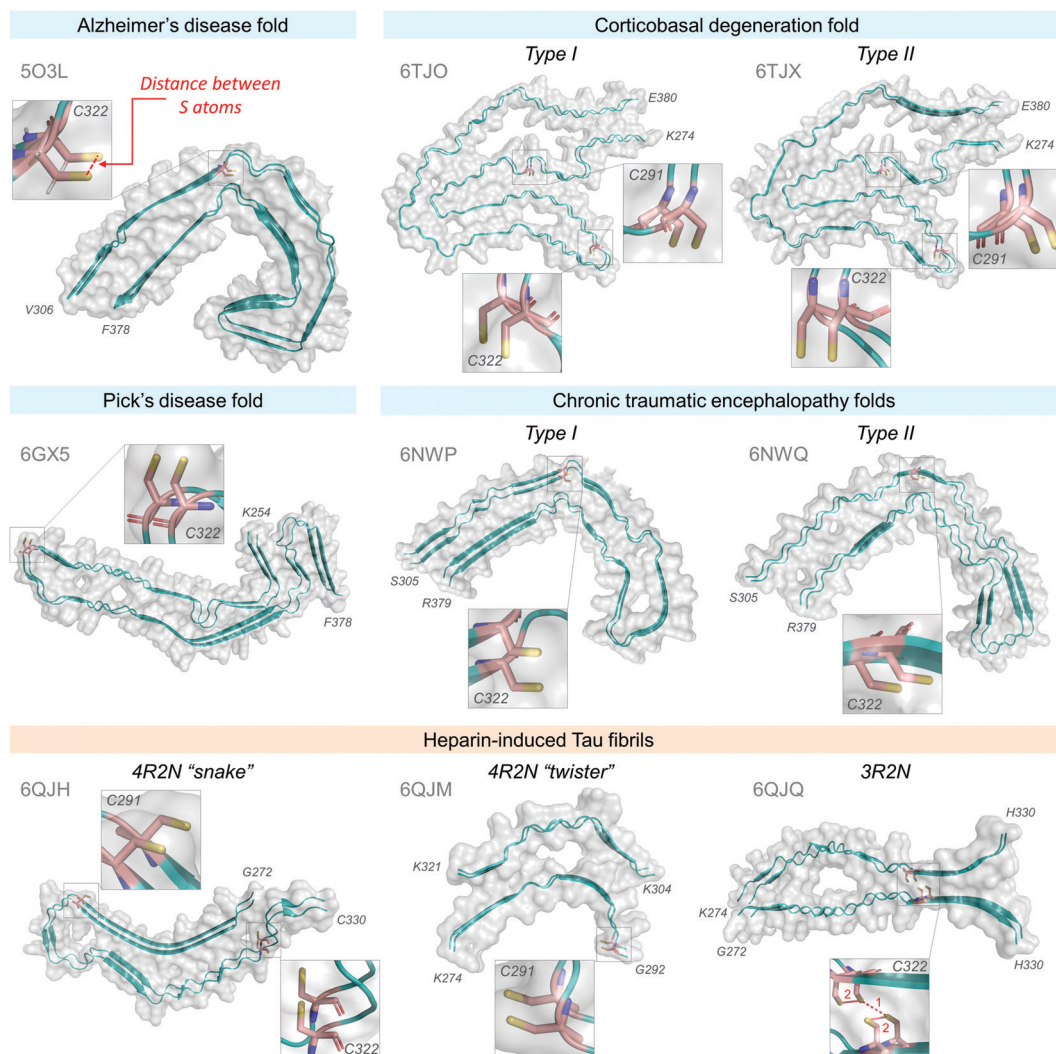 Alzheimer's disease fold
5O3L
C322
Distance between
S atoms
V306
F378
Corticobasal degeneration fold
Type I
6TJO
E380
K274
C291
C322
Type II
6TJX
E380
K274
C291
C322
Pick's disease fold
6GX5
C322
K254
F378
Chronic traumatic encephalopathy folds
Type I
6NWP
S305
R379
C322
Type II
6NWQ
S305
R379
C322
Heparin-induced Tau fibrils
4R2N "snake"
6QJH
C291
G272
C330
C322
4R2N "twister"
6QJM
K321
K304
K274
G292
C291
3R2N
6QJQ
H330
K274
G272
H330
C322
2
1
2